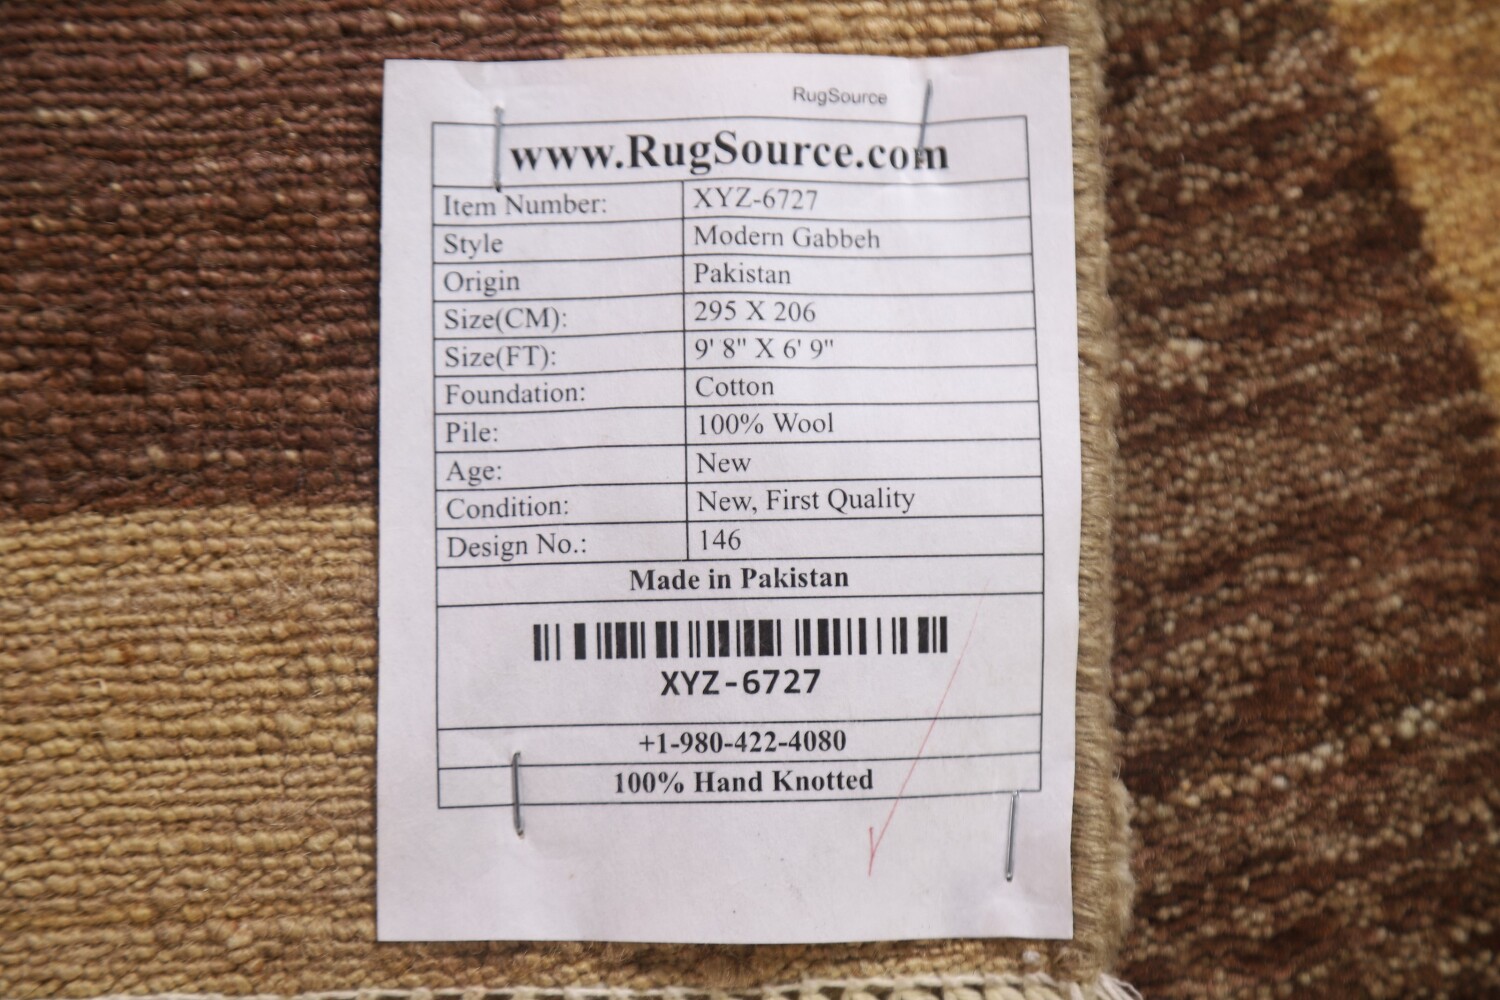 RugSource
www.RugSource.com
Item Number: XYZ-6727
Style Modern Gabbeh
Origin Pakistan
Size(CM): 295 X 206
Size(FT): 9' 8" X 6' 9"
Foundation: Cotton
Pile: 100% Wool
Age: New
Condition: New, First Quality
Design No.: 146
Made in Pakistan
XYZ-6727
+1-980-422-4080
100% Hand Knotted